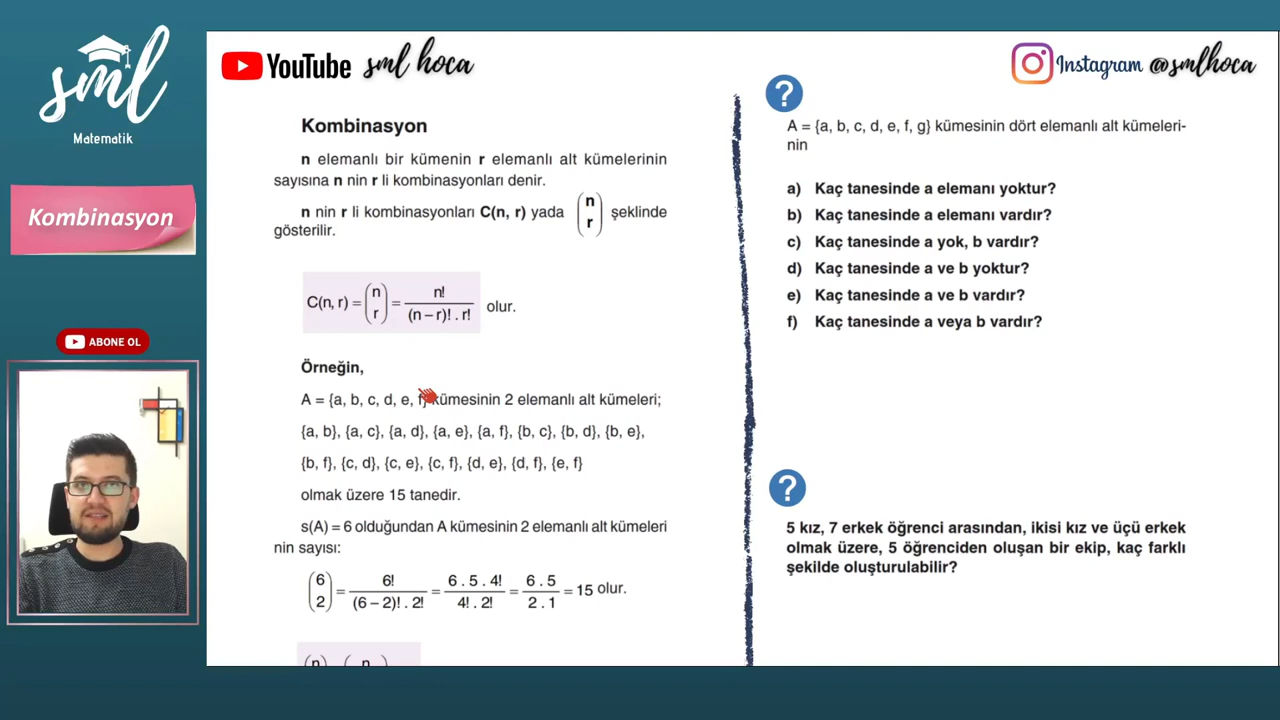 sml
Matematik
Kombinasyon
ABONE OL
YouTube sml hoca
Instagram @smlhoca
Kombinasyon
n elemanlı bir kümenin r elemanlı alt kümelerinin
sayısına n nin r li kombinasyonları denir.
n nin r li kombinasyonları C(n, r) yada (n r) şeklinde
gösterilir.
C(n, r) = (n r) = n! / (n – r)! . r! olur.
Örneğin,
A = {a, b, c, d, e, f} kümesinin 2 elemanlı alt kümeleri;
{a, b}, {a, c}, {a, d}, {a, e}, {a, f}, {b, c}, {b, d}, {b, e},
{b, f}, {c, d}, {c, e}, {c, f}, {d, e}, {d, f}, {e, f}
olmak üzere 15 tanedir.
s(A) = 6 olduğundan A kümesinin 2 elemanlı alt kümeleri
nin sayısı:
(6 2) = 6! / (6 – 2)! . 2! = 6 . 5 . 4! / 4! . 2! = 6 . 5 / 2 . 1 = 15 olur.
?
A = {a, b, c, d, e, f, g} kümesinin dört elemanlı alt kümeleri-
nin
a) Kaç tanesinde a elemanı yoktur?
b) Kaç tanesinde a elemanı vardır?
c) Kaç tanesinde a yok, b vardır?
d) Kaç tanesinde a ve b yoktur?
e) Kaç tanesinde a ve b vardır?
f) Kaç tanesinde a veya b vardır?
?
5 kız, 7 erkek öğrenci arasından, ikisi kız ve üçü erkek
olmak üzere, 5 öğrenciden oluşan bir ekip, kaç farklı
şekilde oluşturulabilir?